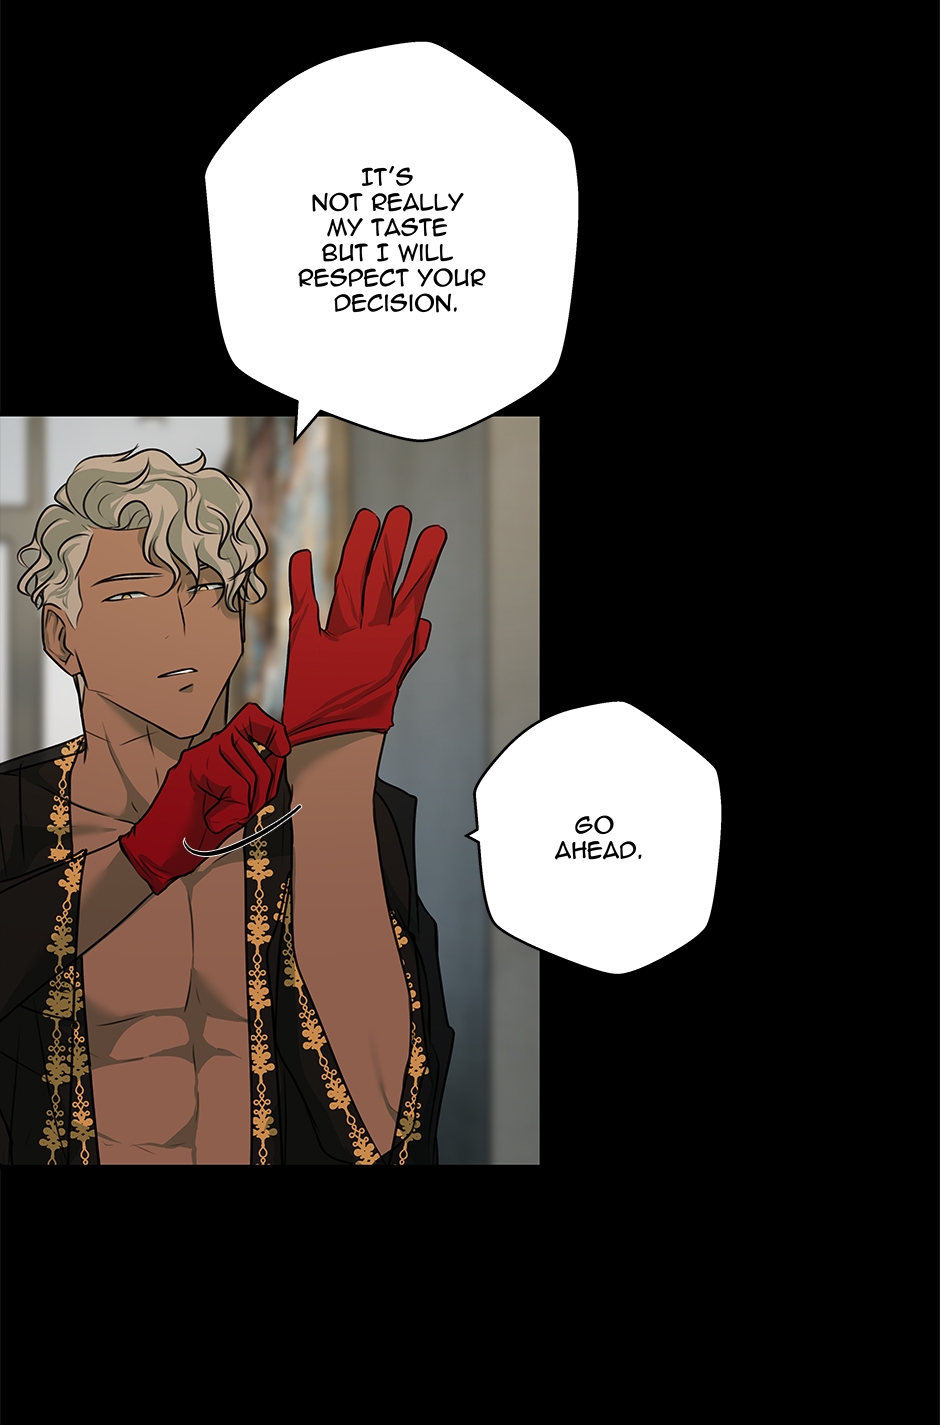 IT'S
NOT REALLY
MY TASTE
BUT I WILL
RESPECT YOUR
DECISION.
GO
AHEAD.